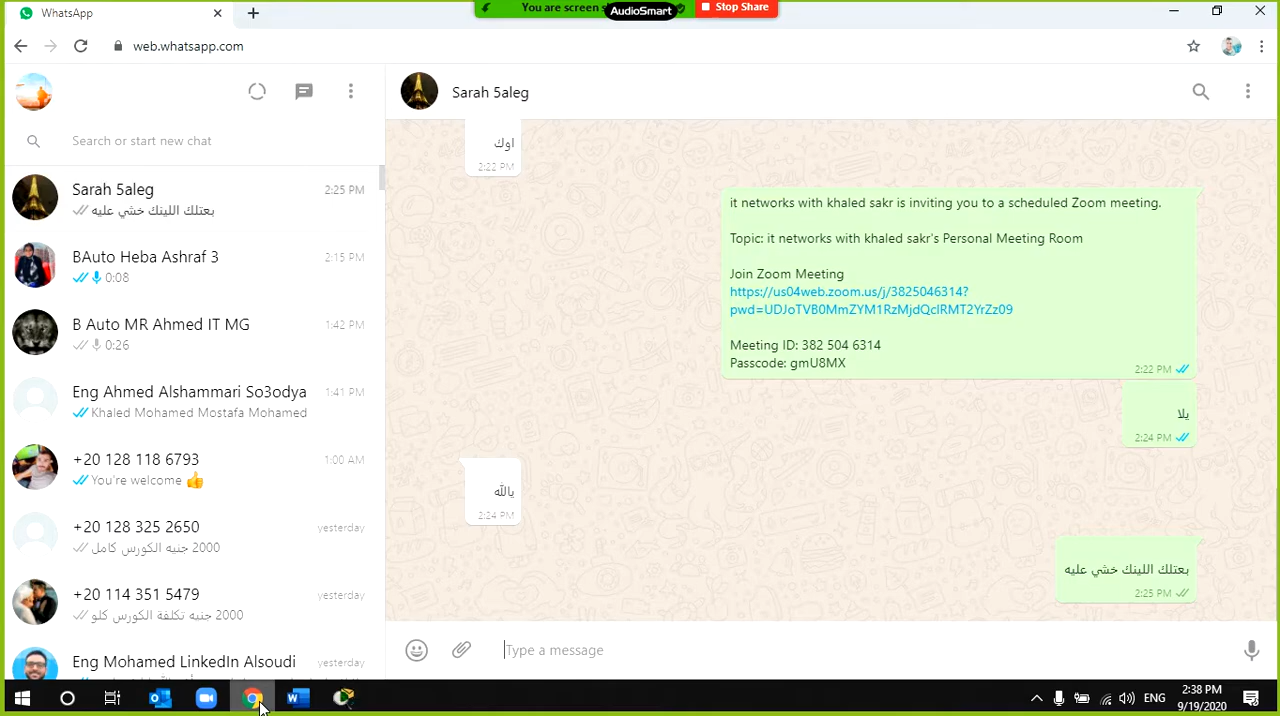 WhatsApp
You are screen s
AudioSmart
Stop Share
web.whatsapp.com
Search or start new chat
Sarah 5aleg
2:25 PM
بعتلك اللينك خشي عليه
BAuto Heba Ashraf 3
2:15 PM
0:08
B Auto MR Ahmed IT MG
1:42 PM
0:26
Eng Ahmed Alshammari So3odya
1:41 PM
Khaled Mohamed Mostafa Mohamed
+20 128 118 6793
1:00 AM
You're welcome 👍
+20 128 325 2650
yesterday
2000 جنيه الكورس كامل
+20 114 351 5479
yesterday
2000 جنيه تكلفة الكورس كلو
Eng Mohamed LinkedIn Alsoudi
yesterday
Sarah 5aleg
اوك
2:22 PM
it networks with khaled sakr is inviting you to a scheduled Zoom meeting.
Topic: it networks with khaled sakr's Personal Meeting Room
Join Zoom Meeting
https://us04web.zoom.us/j/3825046314?
pwd=UDJoTVB0MmZYM1RzMjdQclRMT2YrZz09
Meeting ID: 382 504 6314
Passcode: gmU8MX
2:22 PM
يلا
2:24 PM
يالله
2:24 PM
بعتلك اللينك خشي عليه
2:25 PM
Type a message
ENG
2:38 PM
9/19/2020